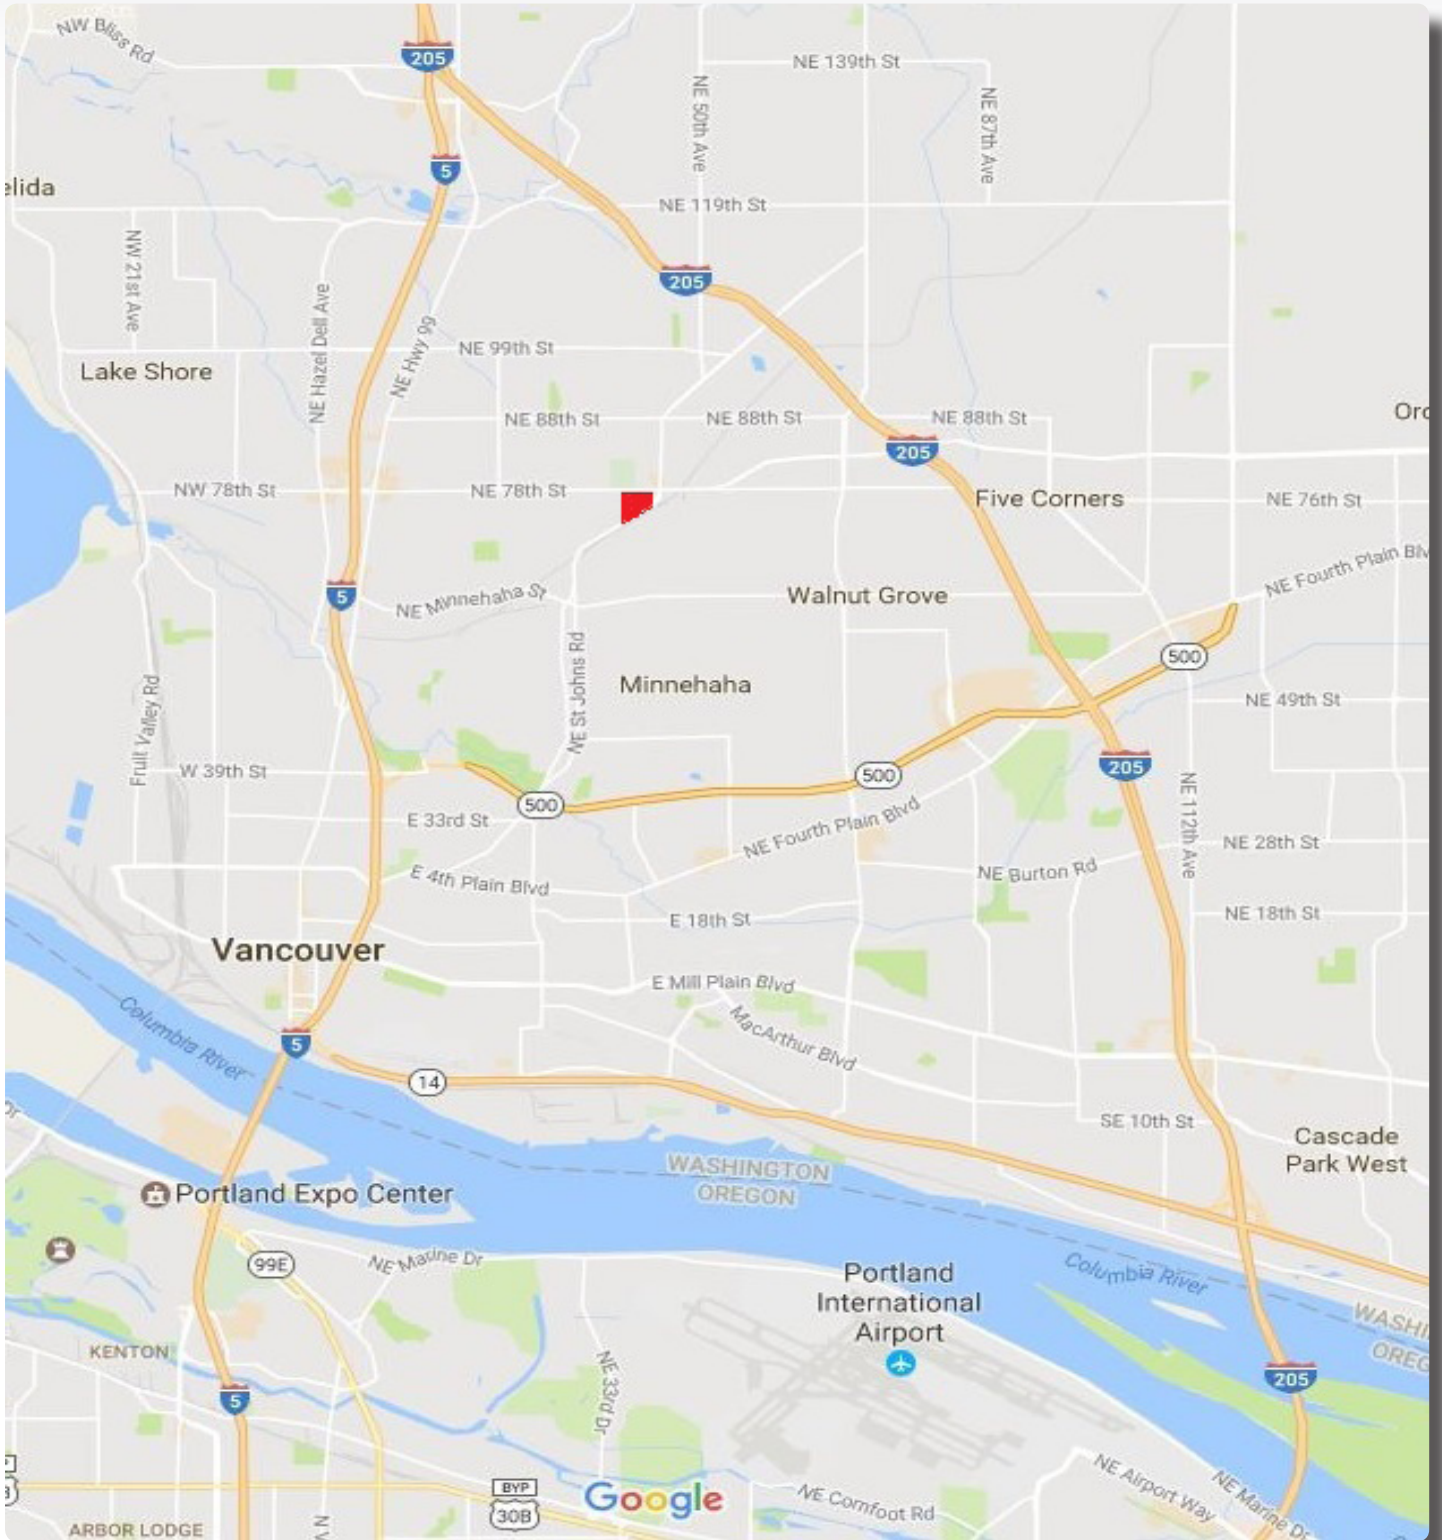 NW Bliss Rd
205
NE 139th St
NE 50th Ave
NE 87th Ave
5
elida
NE 119th St
NW 21st Ave
205
NE Hazel Dell Ave
NE Hwy 99
NE 99th St
Lake Shore
NE 88th St
NE 88th St
NE 88th St
Orc
205
NW 78th St
NE 78th St
Five Corners
NE 76th St
NE Fourth Plain Blv
5
NE Minnehaha St
Walnut Grove
NE St Johns Rd
Minnehaha
500
NE 49th St
Fruit Valley Rd
W 39th St
500
205
500
NE 112th Ave
E 33rd St
NE Fourth Plain Blvd
NE 28th St
E 4th Plain Blvd
NE Burton Rd
E 18th St
NE 18th St
Vancouver
E Mill Plain Blvd
Columbia River
MacArthur Blvd
5
14
Dr
SE 10th St
Cascade
Park West
WASHINGTON
OREGON
Portland Expo Center
99E
NE Marine Dr
Portland
International
Airport
Columbia River
WASHI
OREG
KENTON
NE 33rd Dr
205
5
NE Airport Way
NE Marine Dr
BYP
30B
Google
NE Cornfoot Rd
ARBOR LODGE
N V